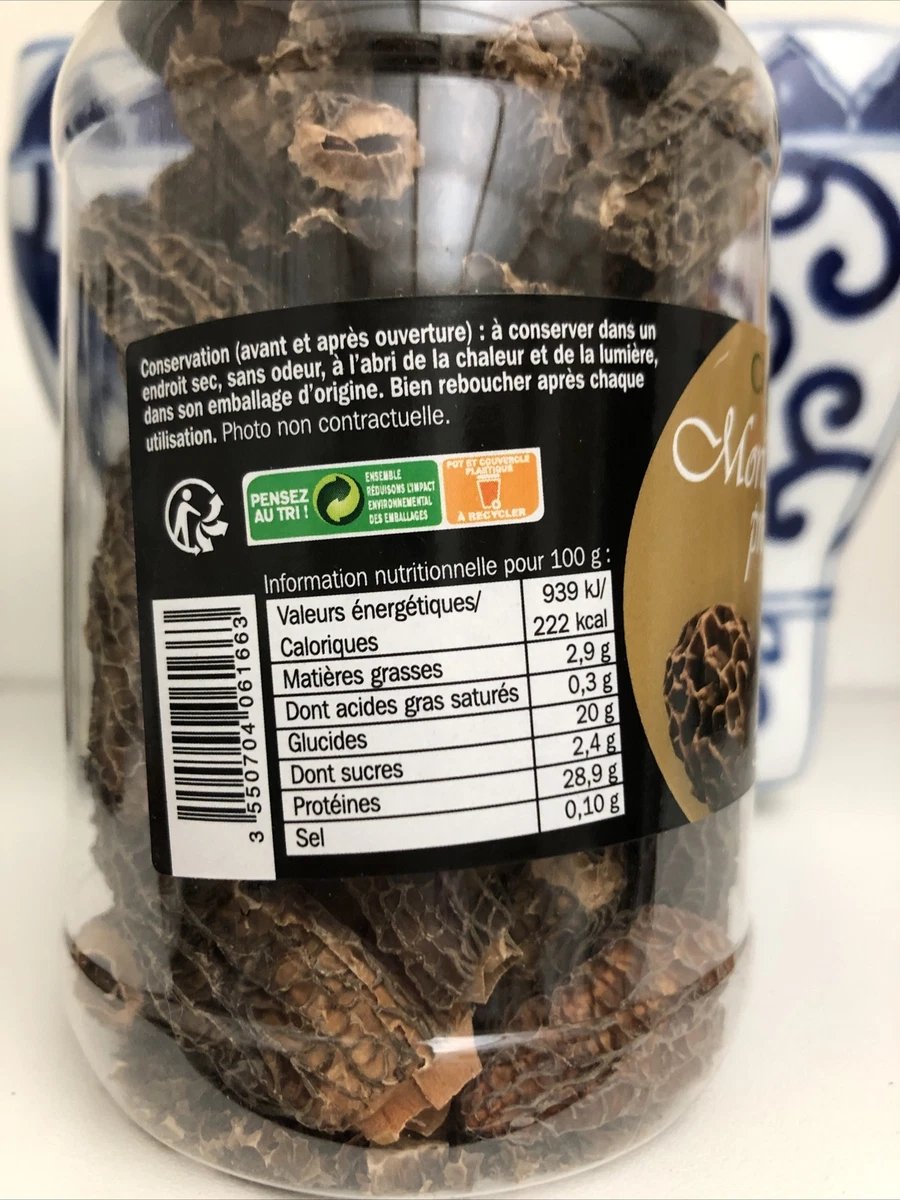 Conservation (avant et après ouverture) : à conserver dans un
endroit sec, sans odeur, à l'abri de la chaleur et de la lumière,
dans son emballage d'origine. Bien reboucher après chaque
utilisation. Photo non contractuelle.
PENSEZ
AU TRI !
ENSEMBLE
RÉDUISONS L'IMPACT
ENVIRONNEMENTAL
DES EMBALLAGES
POT ET COUVERCLE
PLASTIQUE
À RECYCLER
Information nutritionnelle pour 100 g :
Valeurs énergétiques/ 939 kJ/
Caloriques 222 kcal
Matières grasses 2,9 g
Dont acides gras saturés 0,3 g
Glucides 20 g
Dont sucres 2,4 g
Protéines 28,9 g
Sel 0,10 g
3 550704 061663